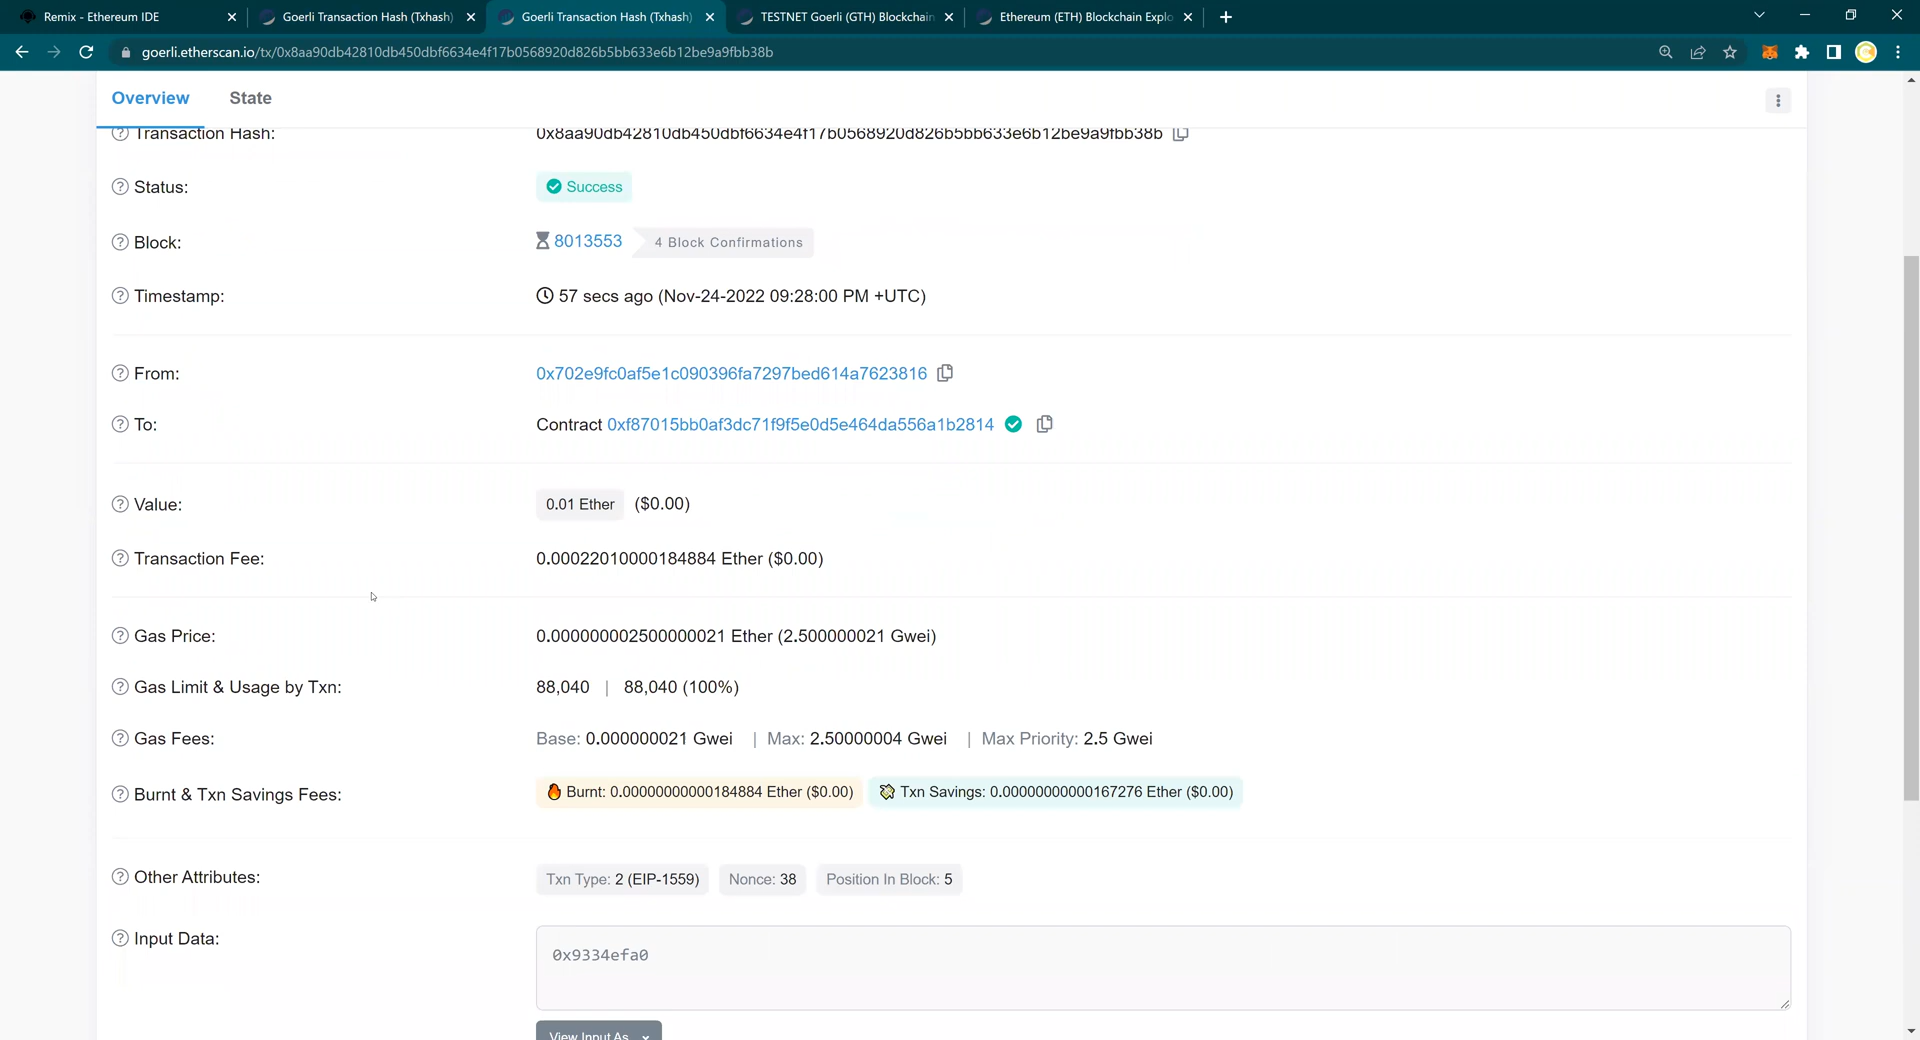 Remix - Ethereum IDE
Goerli Transaction Hash (Txhash)
Goerli Transaction Hash (Txhash)
TESTNET Goerli (GTH) Blockchain
Ethereum (ETH) Blockchain Explo
goerli.etherscan.io/tx/0x8aa90db42810db450dbf6634e4f17b0568920d826b5bb633e6b12be9a9fbb38b
Overview
State
Transaction Hash:
0x8aa90db42810db450dbf6634e4f17b0568920d826b5bb633e6b12be9a9fbb38b
Status:
Success
Block:
8013553
4 Block Confirmations
Timestamp:
57 secs ago (Nov-24-2022 09:28:00 PM +UTC)
From:
0x702e9fc0af5e1c090396fa7297bed614a7623816
To:
Contract 0xf87015bb0af3dc71f9f5e0d5e464da556a1b2814
Value:
0.01 Ether ($0.00)
Transaction Fee:
0.00022010000184884 Ether ($0.00)
Gas Price:
0.000000002500000021 Ether (2.500000021 Gwei)
Gas Limit & Usage by Txn:
88,040 | 88,040 (100%)
Gas Fees:
Base: 0.000000021 Gwei | Max: 2.50000004 Gwei | Max Priority: 2.5 Gwei
Burnt & Txn Savings Fees:
Burnt: 0.00000000000184884 Ether ($0.00)
Txn Savings: 0.00000000000167276 Ether ($0.00)
Other Attributes:
Txn Type: 2 (EIP-1559)
Nonce: 38
Position In Block: 5
Input Data:
0x9334efa0
View Input As